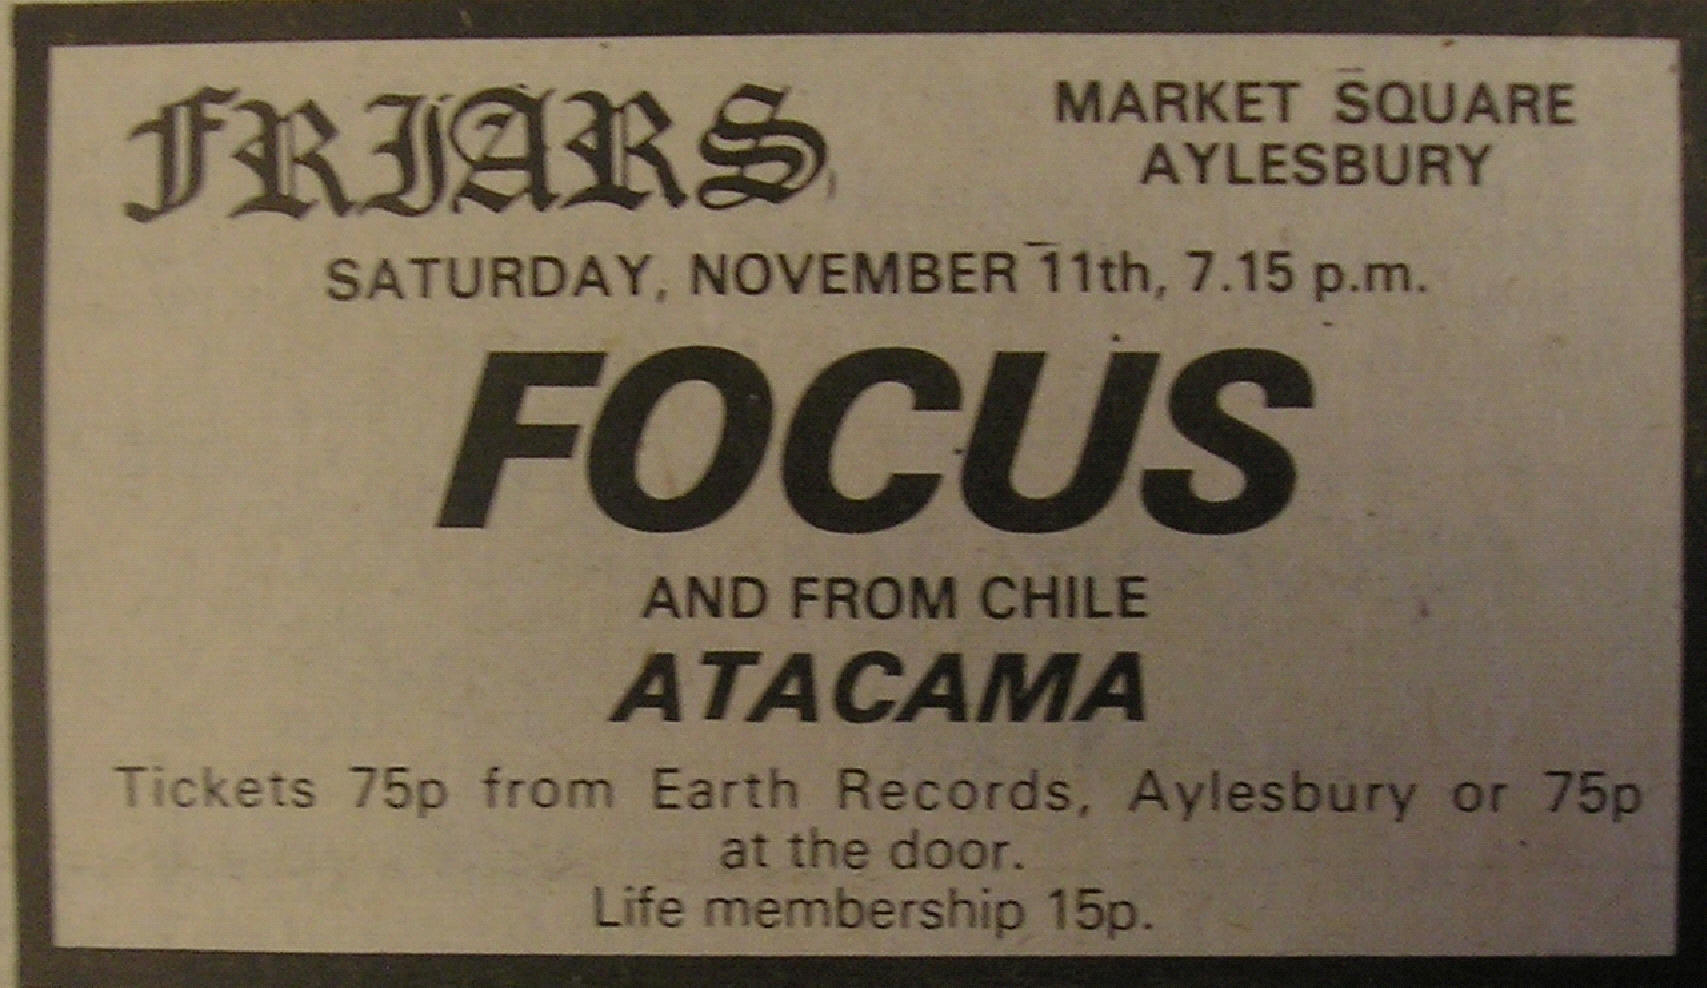 FRIARS
MARKET SQUARE
AYLESBURY
SATURDAY, NOVEMBER 11th, 7.15 p.m.
FOCUS
AND FROM CHILE
ATACAMA
Tickets 75p from Earth Records, Aylesbury or 75p
at the door.
Life membership 15p.